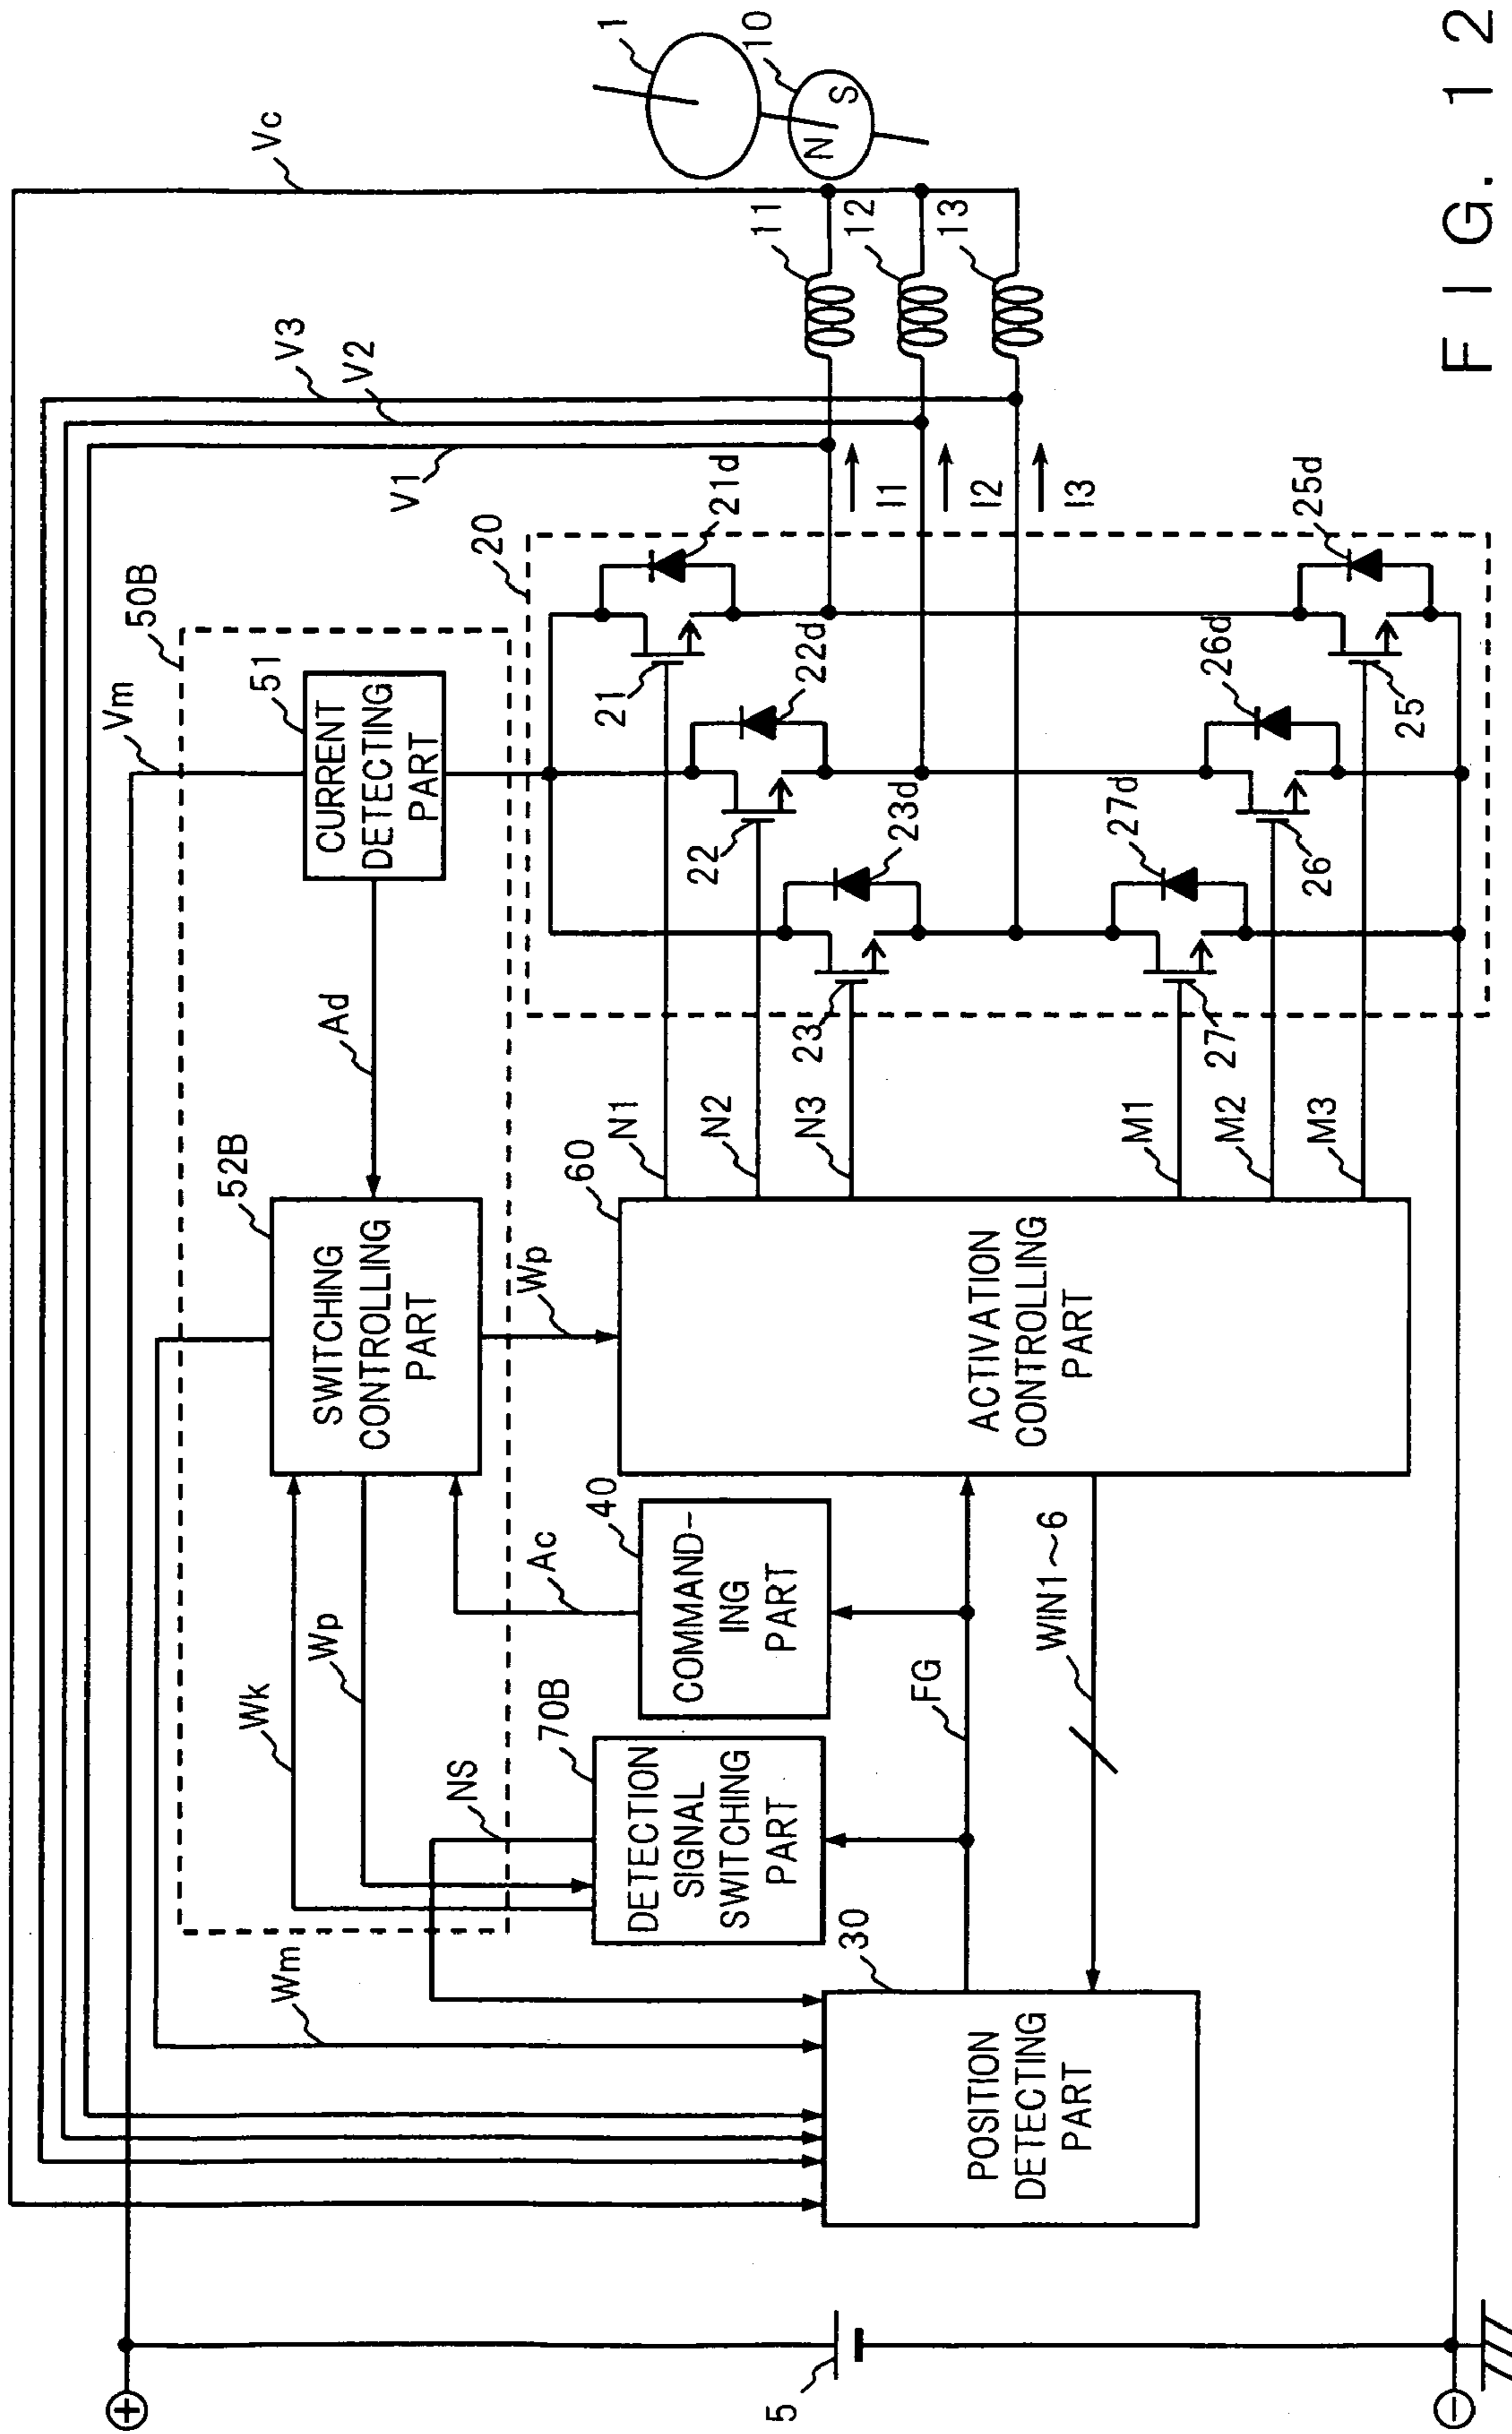 Vc
1
10
N
S
V3
V2
V1
11
12
13
I1
I2
I3
50B
Vm
51
CURRENT
DETECTING
PART
20
21d
21
22d
22
23d
23
25d
25
26d
26
27d
27
Ad
52B
SWITCHING
CONTROLLING
PART
Wp
N1
N2
N3
M1
M2
M3
60
ACTIVATION
CONTROLLING
PART
Wk
Wp
Ac
40
COMMAND-
ING
PART
NS
70B
DETECTION
SIGNAL
SWITCHING
PART
FG
WIN1~6
Wm
30
POSITION
DETECTING
PART
5
+
−
FIG. 12